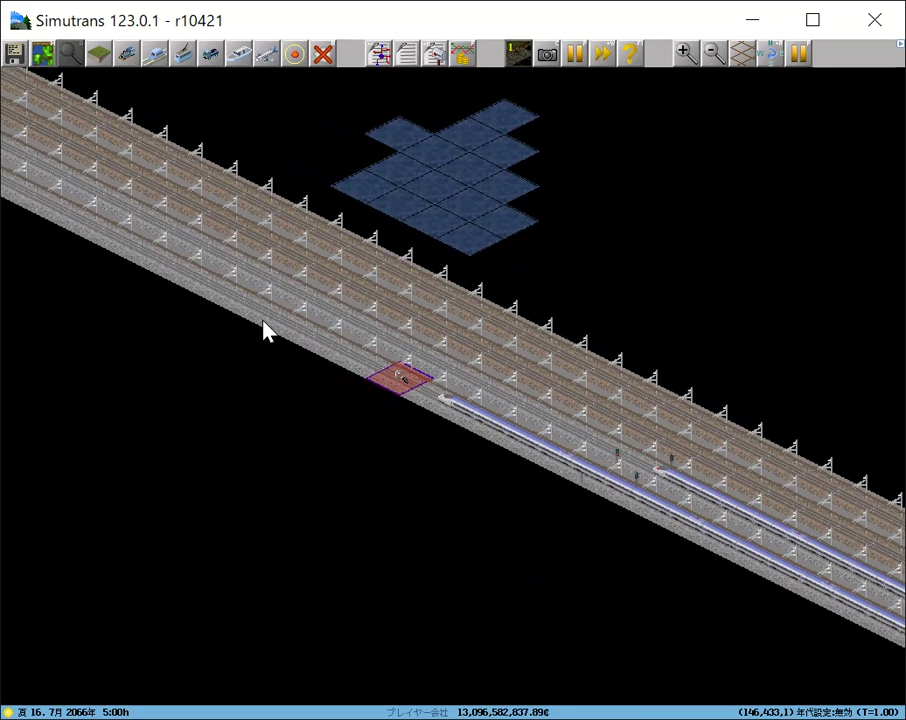 Simutrans 123.0.1 - r10421
夏 16. 7月 2066年 5:00h
プレイヤー会社 13,096,582,837.89¢
(146,433,1) 年代設定:無効 (T=1.00)